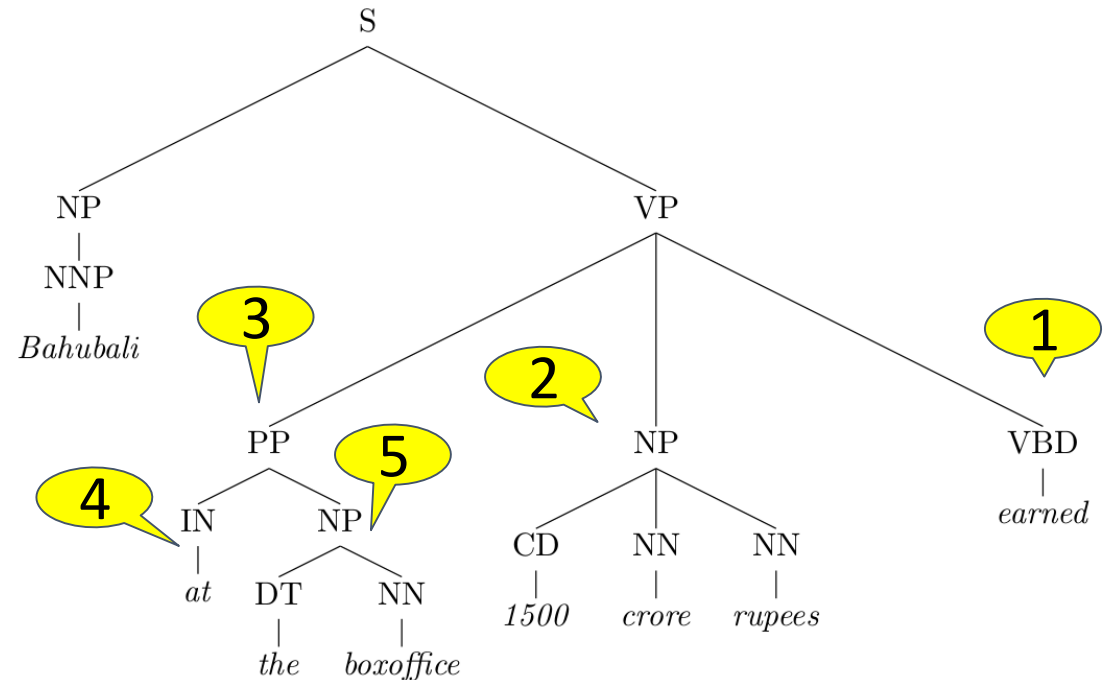 S
NP VP
NNP
Bahubali
3
1
2
PP NP VBD
5
4
IN NP
earned
CD NN NN
at
DT NN
1500 crore rupees
the boxoffice